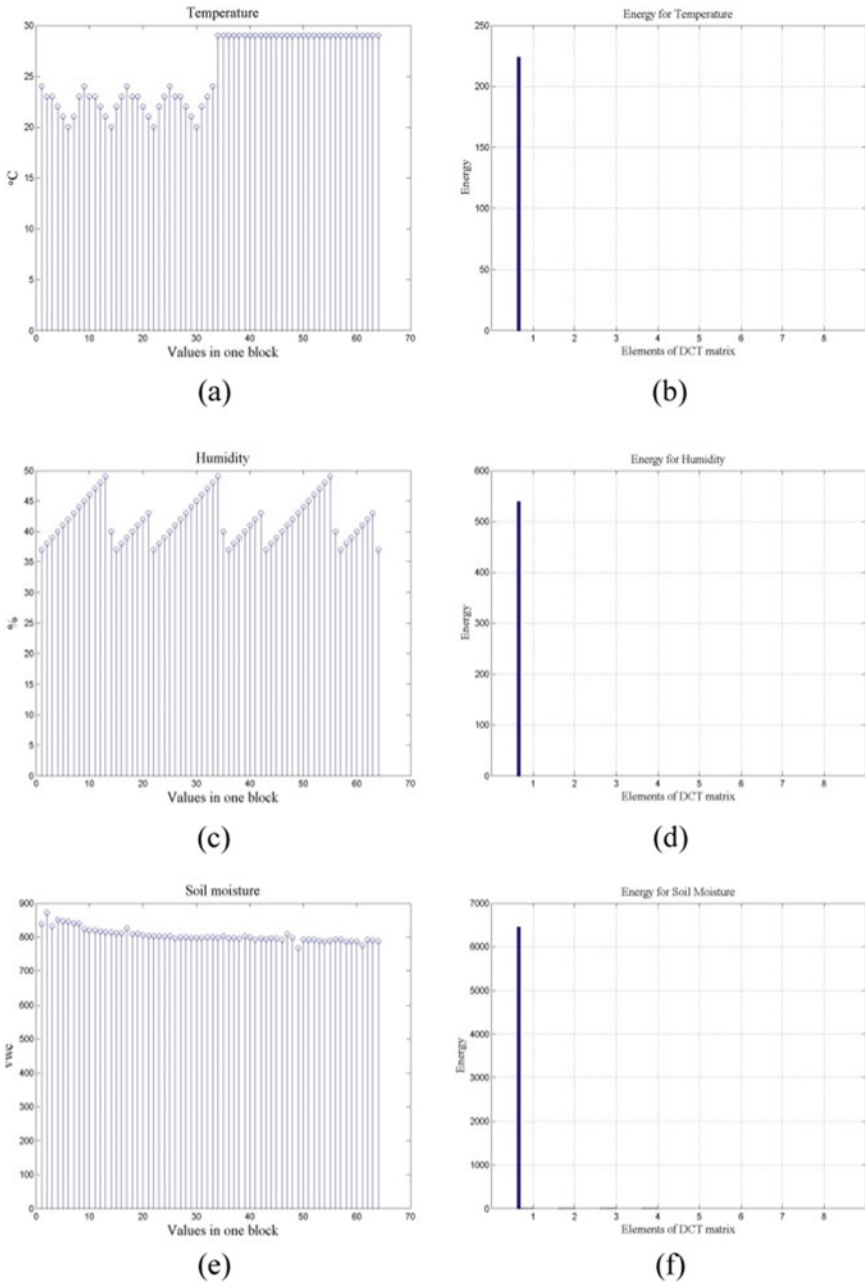 Temperature
30
25
20
15
10
5
0
°C
0 10 20 30 40 50 60 70
Values in one block
(a)
Energy for Temperature
250
200
150
100
50
0
Energy
1 2 3 4 5 6 7 8
Elements of DCT matrix
(b)
Humidity
50
45
40
35
30
25
20
15
10
5
0
%
0 10 20 30 40 50 60 70
Values in one block
(c)
Energy for Humidity
600
500
400
300
200
100
0
Energy
1 2 3 4 5 6 7 8
Elements of DCT matrix
(d)
Soil moisture
900
800
700
600
500
400
300
200
100
0
vwc
0 10 20 30 40 50 60 70
Values in one block
(e)
Energy for Soil Moisture
7000
6000
5000
4000
3000
2000
1000
0
Energy
1 2 3 4 5 6 7 8
Elements of DCT matrix
(f)